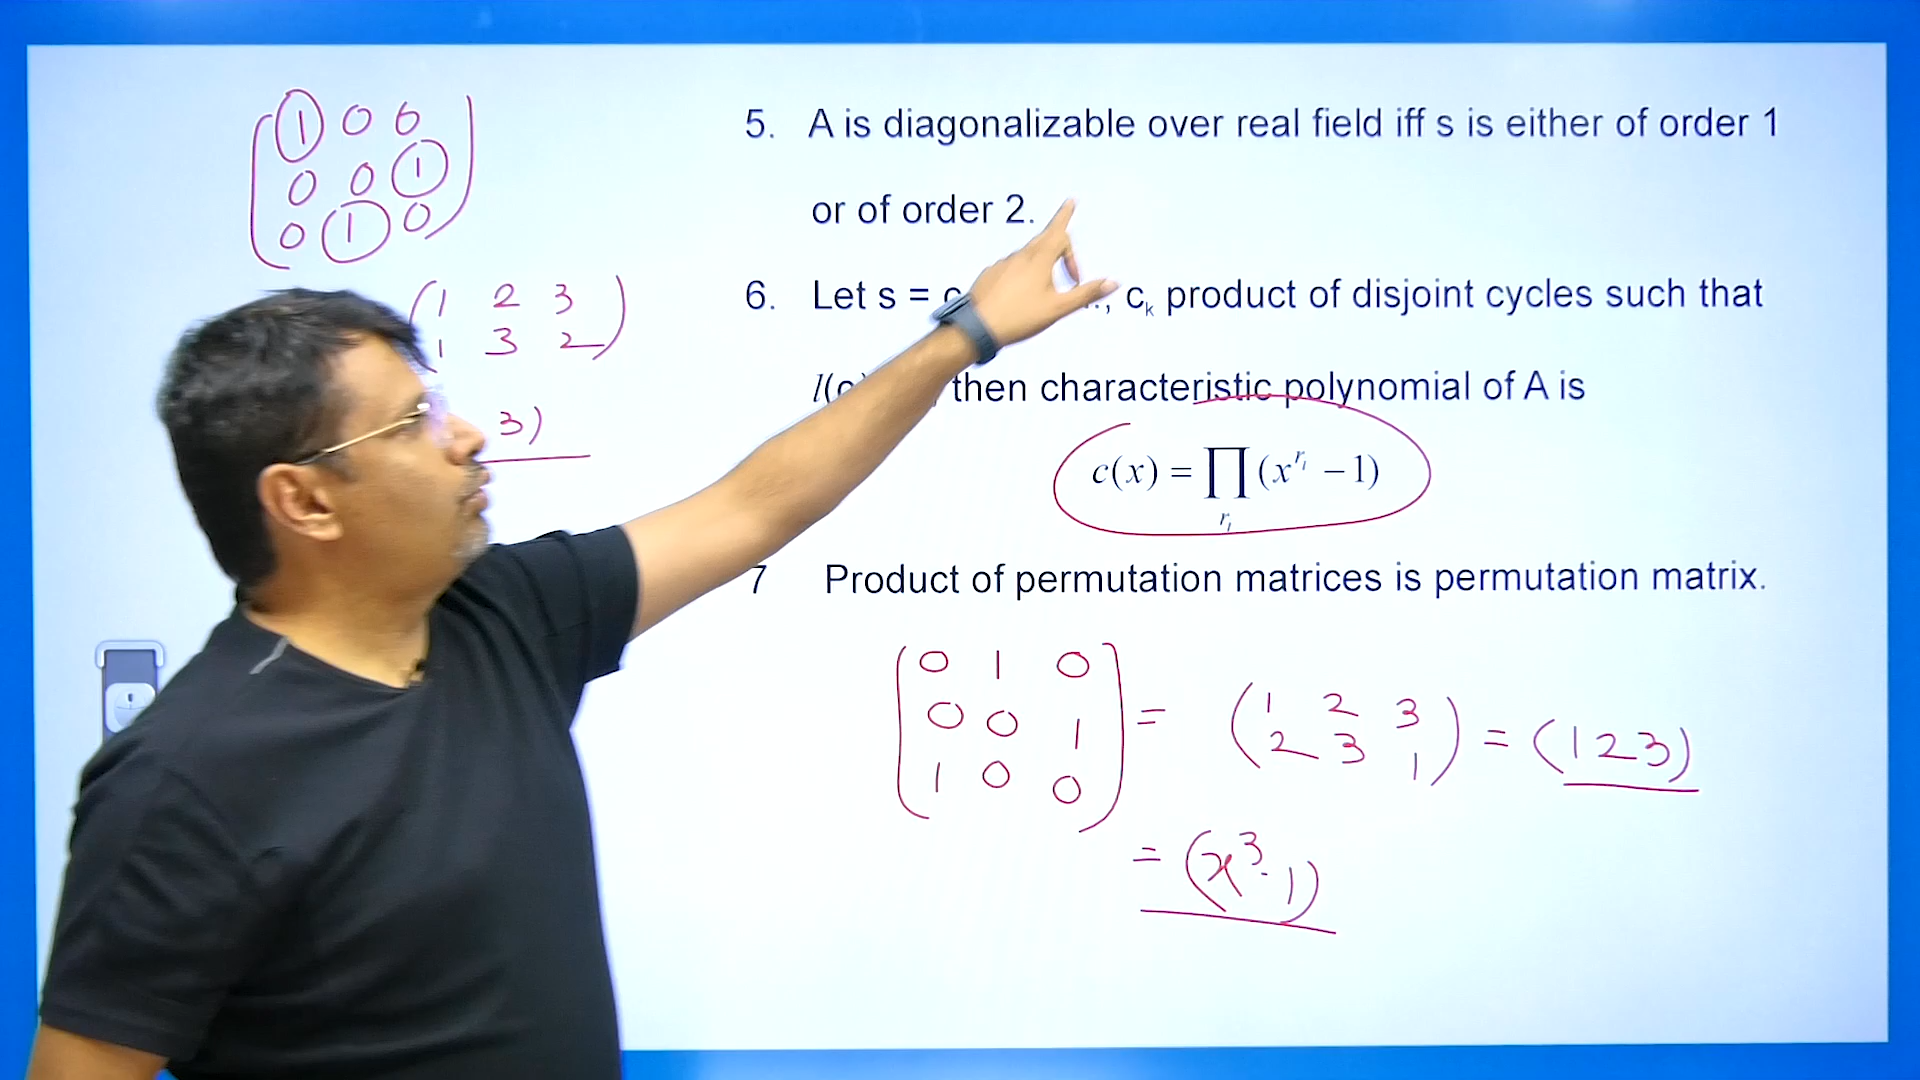 1 0 0
0 0 1
0 1 0
1 2 3
1 3 2
3)
5. A is diagonalizable over real field iff s is either of order 1
or of order 2.
6. Let s = c , cₖ product of disjoint cycles such that
l(c , then characteristic polynomial of A is
c(x) = ∏ (x^{r_i} − 1)
r_i
7 Product of permutation matrices is permutation matrix.
(0 1 0
0 0 1
1 0 0) = (1 2 3
2 3 1) = (1 2 3)
= (x³ - 1)